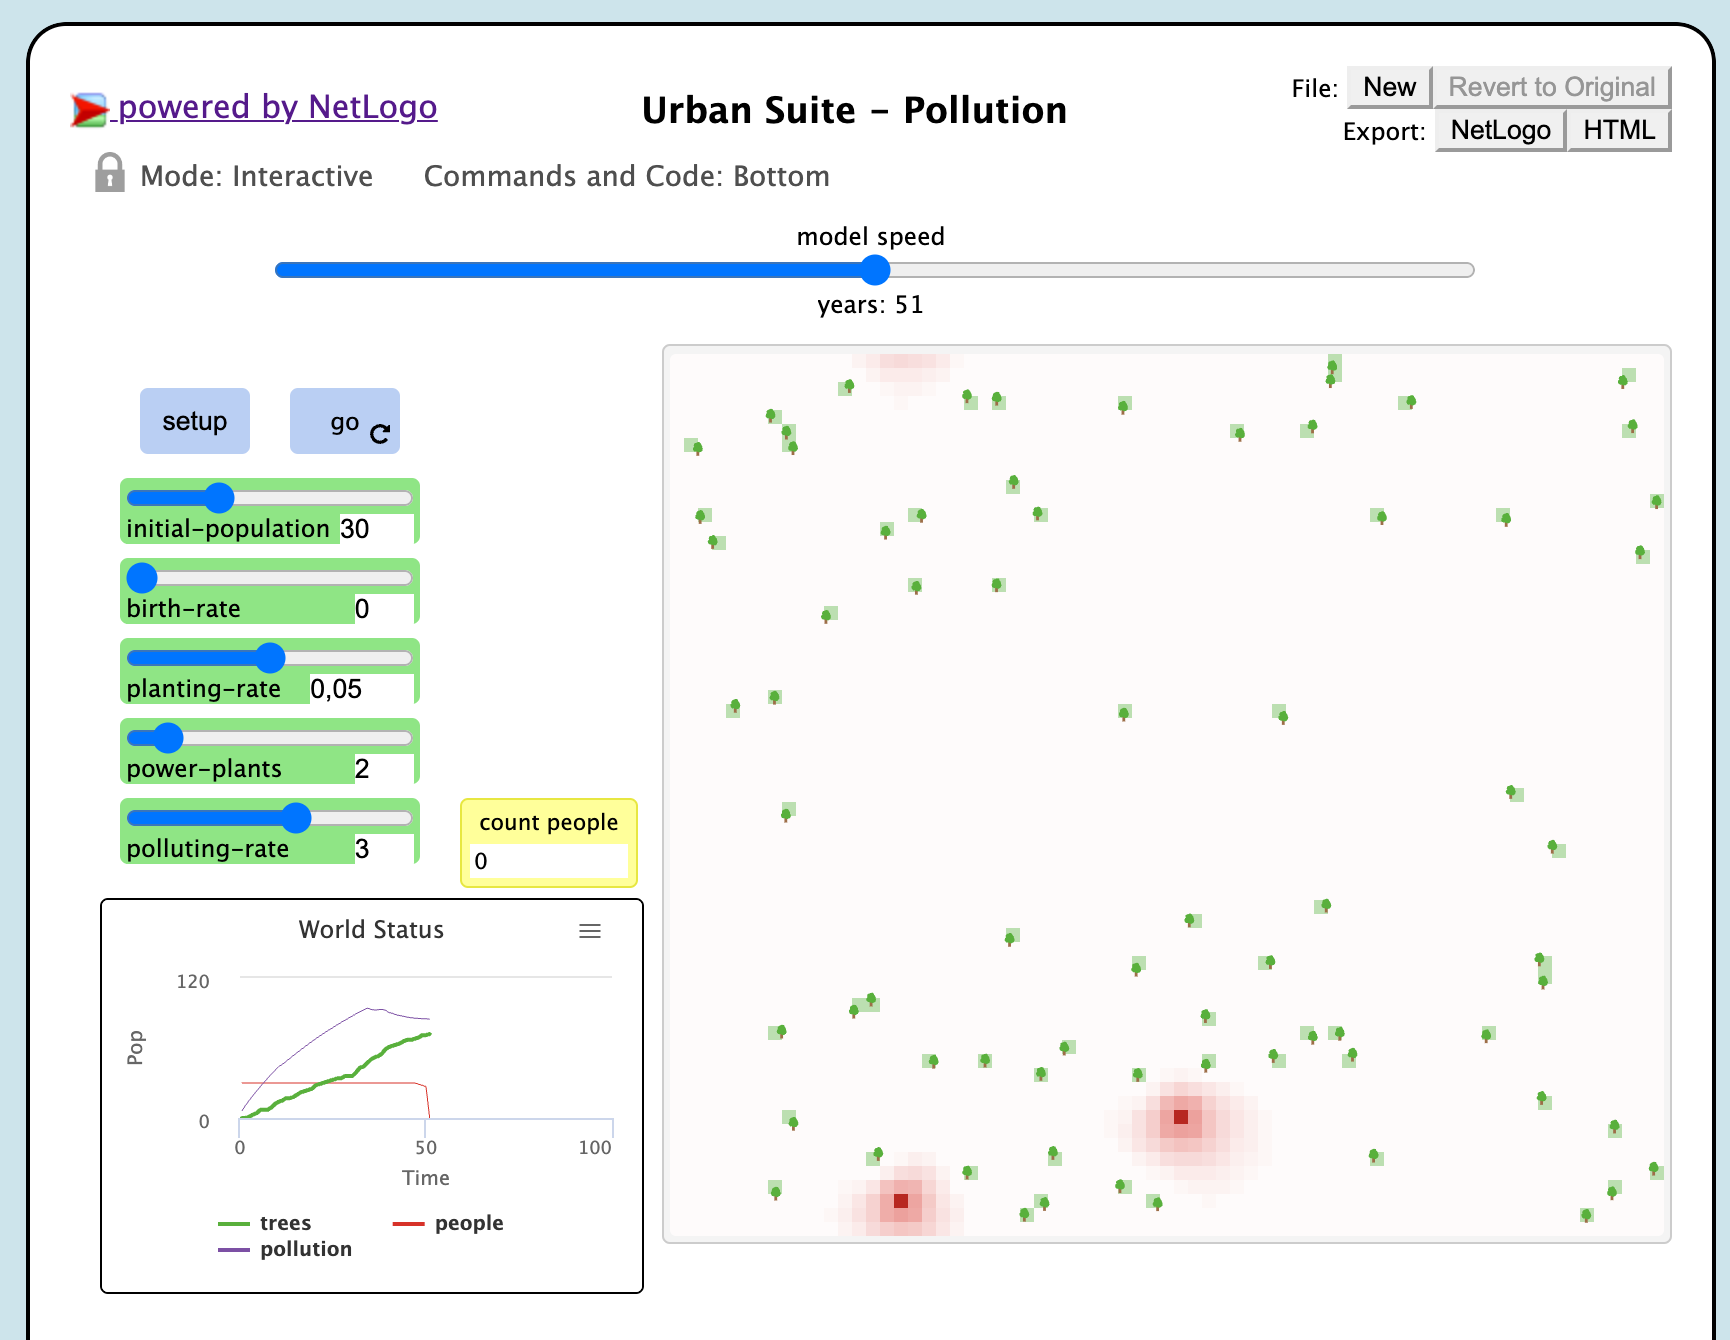 powered by NetLogo
Urban Suite - Pollution
File: New Revert to Original
Export: NetLogo HTML
Mode: Interactive Commands and Code: Bottom
model speed
years: 51
setup go
initial-population 30
birth-rate 0
planting-rate 0,05
power-plants 2
polluting-rate 3
count people
0
World Status
120
Pop
0
0 50 100
Time
trees people
pollution